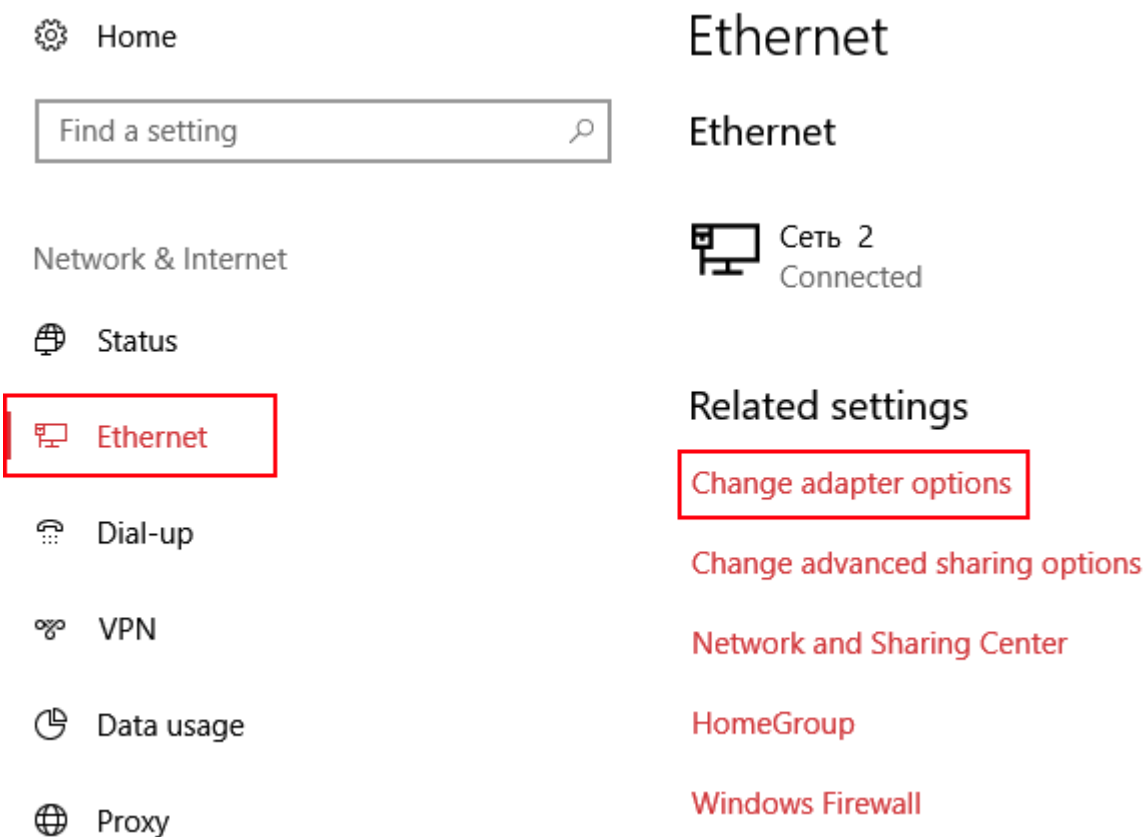 Home
Find a setting
Network & Internet
Status
Ethernet
Dial-up
VPN
Data usage
Proxy
Ethernet
Ethernet
Сеть 2
Connected
Related settings
Change adapter options
Change advanced sharing options
Network and Sharing Center
HomeGroup
Windows Firewall